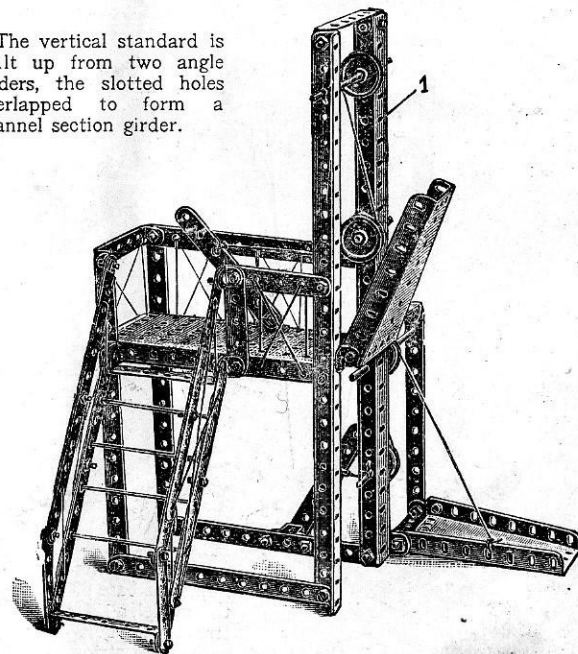 The vertical standard is
ilt up from two angle
ders, the slotted holes
erlapped to form a
annel section girder.
1